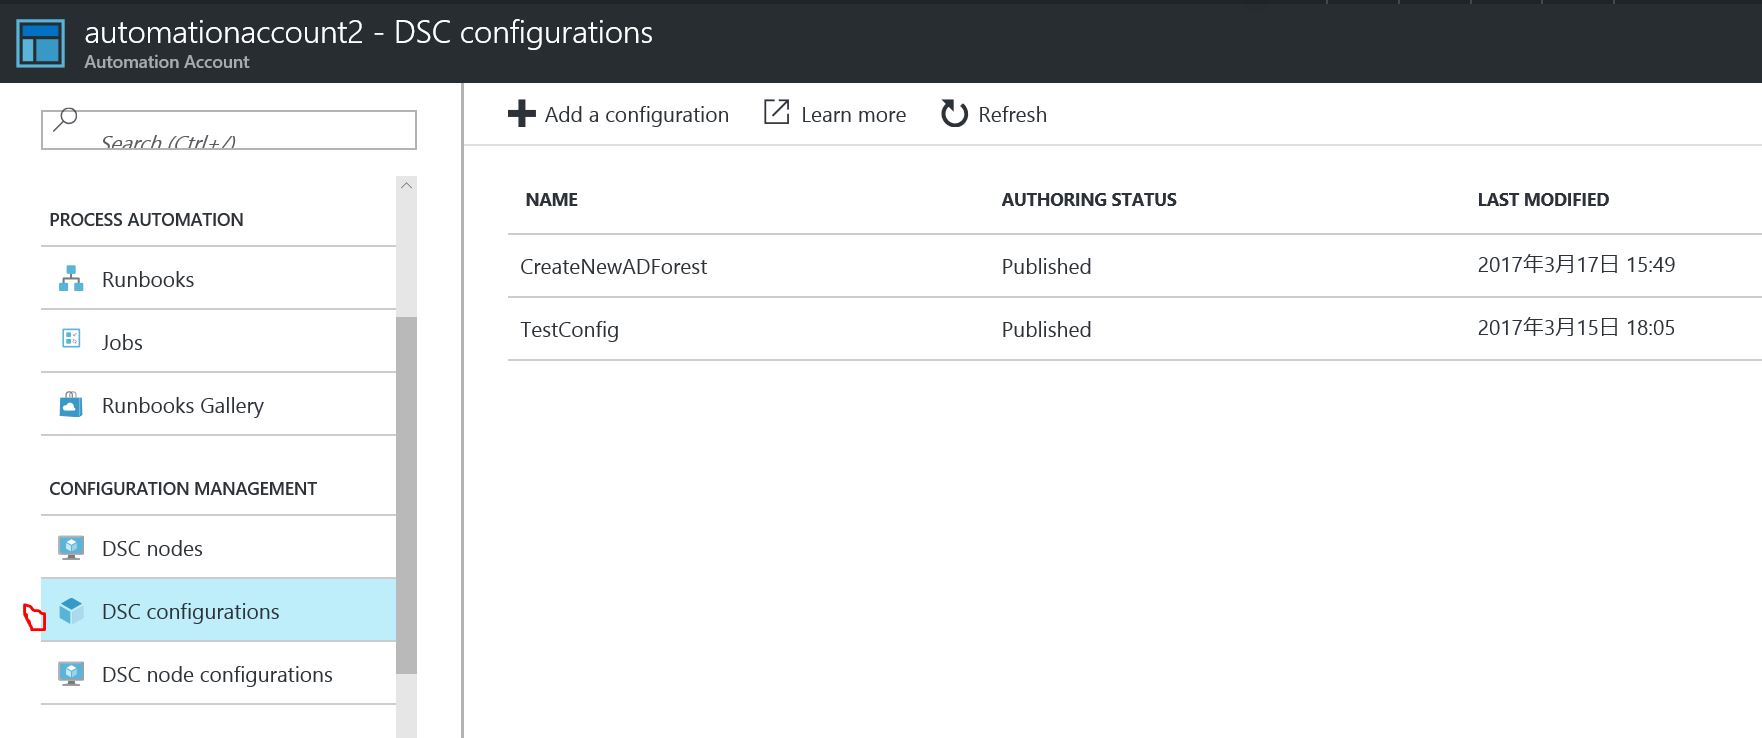 automationaccount2 - DSC configurations
Automation Account
Search (Ctrl+/)
PROCESS AUTOMATION
Runbooks
Jobs
Runbooks Gallery
CONFIGURATION MANAGEMENT
DSC nodes
DSC configurations
DSC node configurations
Add a configuration Learn more Refresh
NAME AUTHORING STATUS LAST MODIFIED
CreateNewADForest Published 2017年3月17日 15:49
TestConfig Published 2017年3月15日 18:05